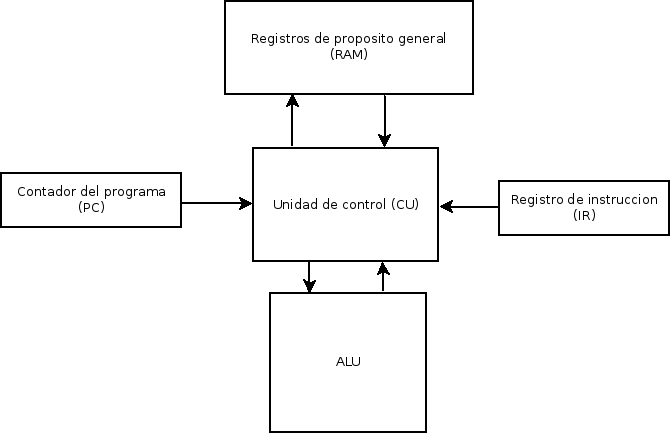 Registros de proposito general
(RAM)
Contador del programa
(PC)
Unidad de control (CU)
Registro de instruccion
(IR)
ALU